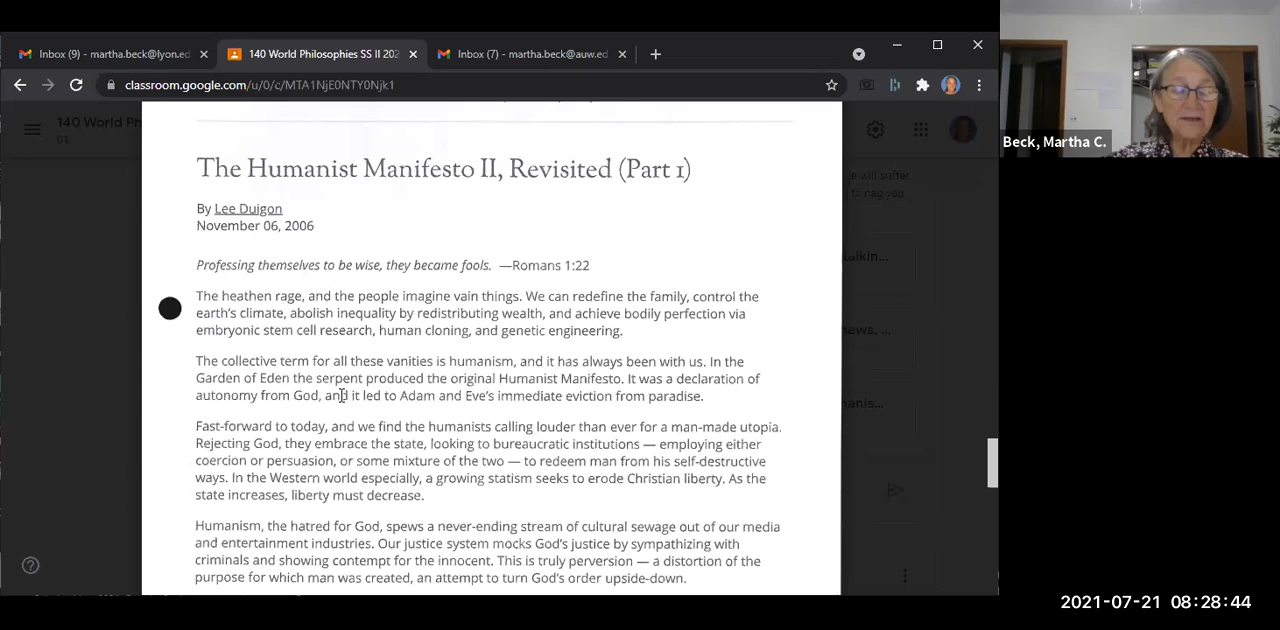 Inbox (9) - martha.beck@lyon.ed
140 World Philosophies SS II 202
Inbox (7) - martha.beck@auw.ed
classroom.google.com/u/0/c/MTA1NjE0NTY0Njk1
140 World Ph
01
The Humanist Manifesto II, Revisited (Part 1)
By Lee Duigon
November 06, 2006
Professing themselves to be wise, they became fools. —Romans 1:22
The heathen rage, and the people imagine vain things. We can redefine the family, control the
earth's climate, abolish inequality by redistributing wealth, and achieve bodily perfection via
embryonic stem cell research, human cloning, and genetic engineering.
The collective term for all these vanities is humanism, and it has always been with us. In the
Garden of Eden the serpent produced the original Humanist Manifesto. It was a declaration of
autonomy from God, and it led to Adam and Eve's immediate eviction from paradise.
Fast-forward to today, and we find the humanists calling louder than ever for a man-made utopia.
Rejecting God, they embrace the state, looking to bureaucratic institutions — employing either
coercion or persuasion, or some mixture of the two — to redeem man from his self-destructive
ways. In the Western world especially, a growing statism seeks to erode Christian liberty. As the
state increases, liberty must decrease.
Humanism, the hatred for God, spews a never-ending stream of cultural sewage out of our media
and entertainment industries. Our justice system mocks God's justice by sympathizing with
criminals and showing contempt for the innocent. This is truly perversion — a distortion of the
purpose for which man was created, an attempt to turn God's order upside-down.
e will suffer
to nag you
alkin...
news, ...
anis...
Beck, Martha C.
2021-07-21 08:28:44